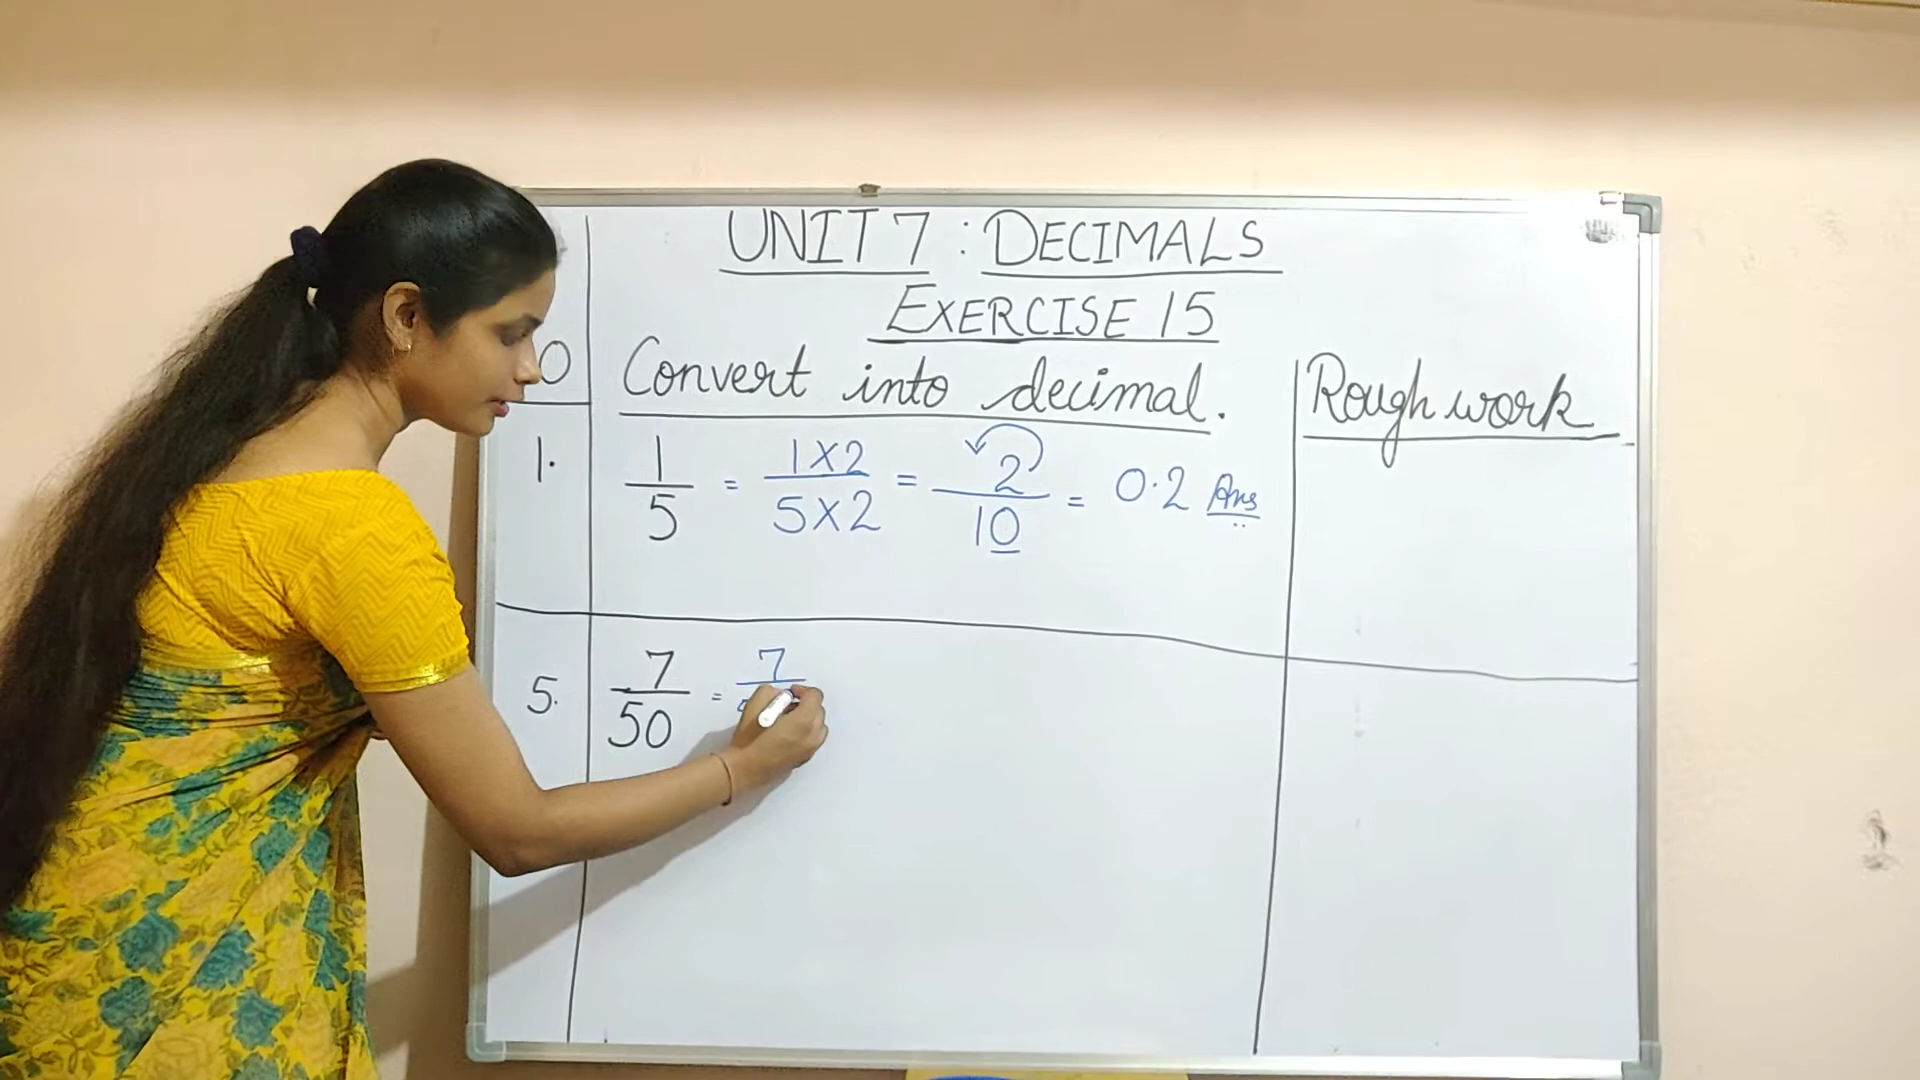 UNIT 7 : DECIMALS
EXERCISE 15
Convert into decimal.
Rough work
1. 1/5 = 1×2/5×2 = 2/10 = 0.2 Ans
5. 7/50 = 7